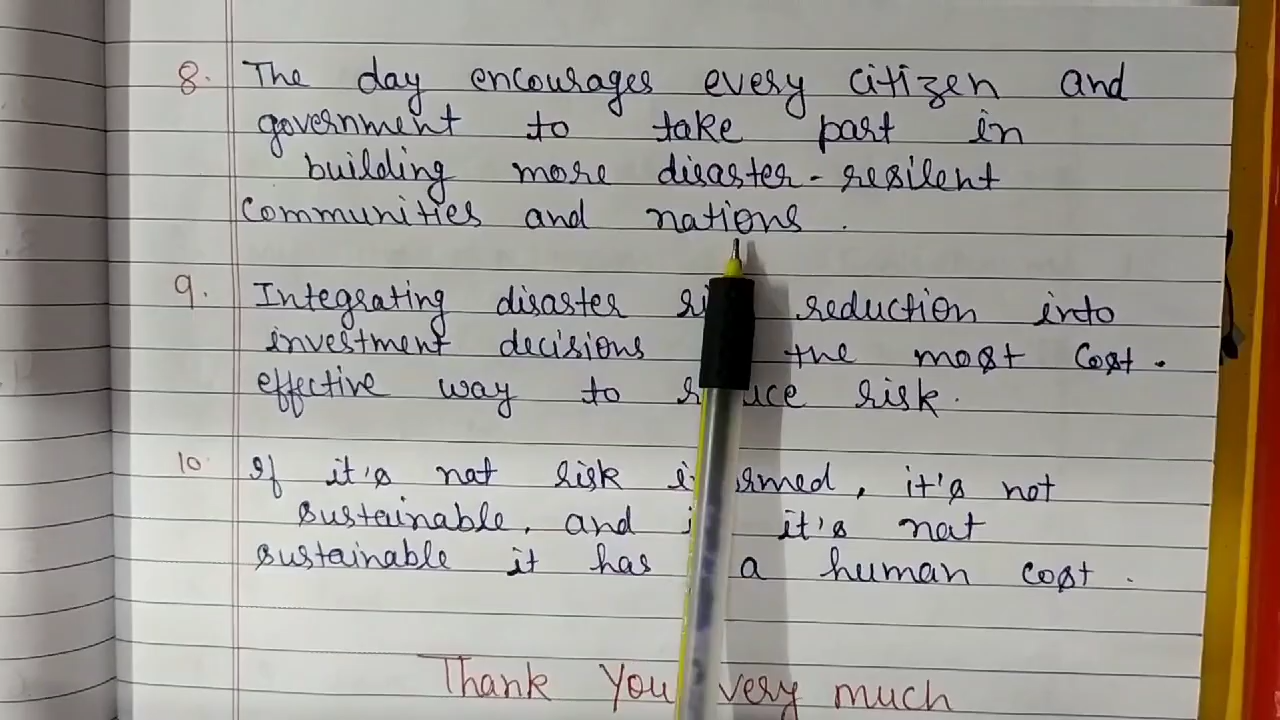 8. The day encourages every citizen and
government to take part in
building more disaster-resilent
communities and nations.
9. Integrating disaster reduction into
investment decisions the most cost.
effective way to risk.
10. If it's not risk, it's not
sustainable, and it's not
sustainable it has a human cost.
Thank You very much